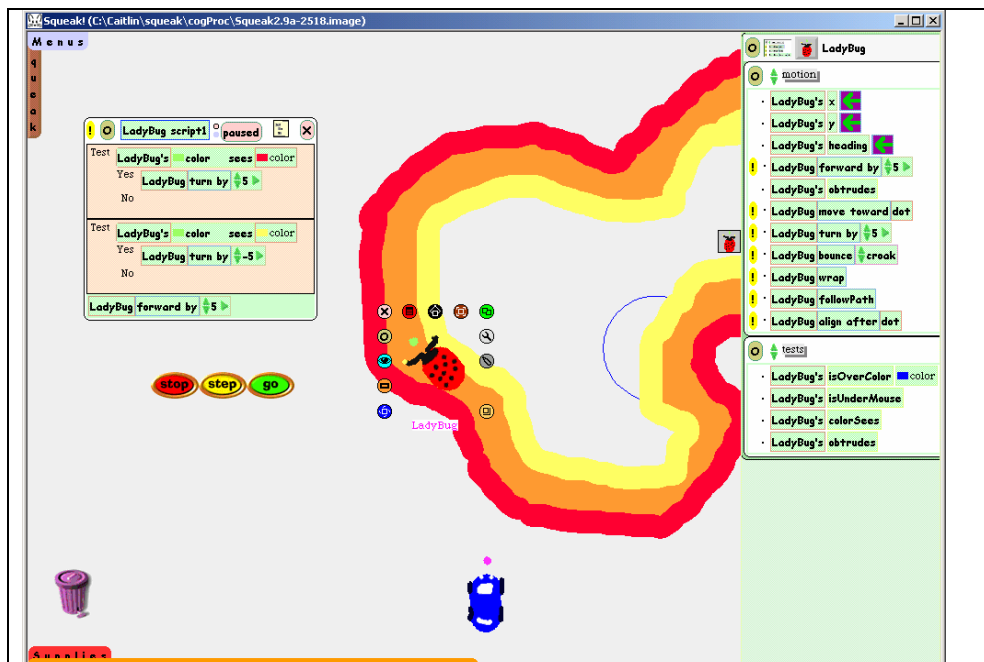 Squeak! (C:\Caitlin\squeak\cogProc\Squeak2.9a-2518.image)
Menus
queak
LadyBug
motion
LadyBug's x
LadyBug's y
LadyBug's heading
! LadyBug forward by 5
LadyBug's obtrudes
! LadyBug move toward dot
! LadyBug turn by 5
! LadyBug bounce croak
! LadyBug wrap
! LadyBug followPath
! LadyBug align after dot
tests
LadyBug's isOverColor color
LadyBug's isUnderMouse
LadyBug's colorSees
LadyBug's obtrudes
! LadyBug script1 paused
Test LadyBug's color sees color
Yes LadyBug turn by 5
No
Test LadyBug's color sees color
Yes LadyBug turn by -5
No
LadyBug forward by 5
stop step go
LadyBug
Supplies